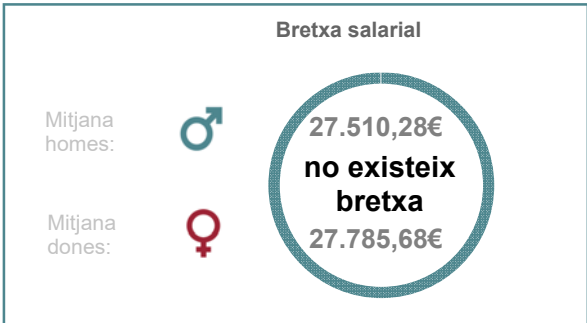 Bretxa salarial
Mitjana
homes:
27.510,28€
no existeix
bretxa
Mitjana
dones:
27.785,68€